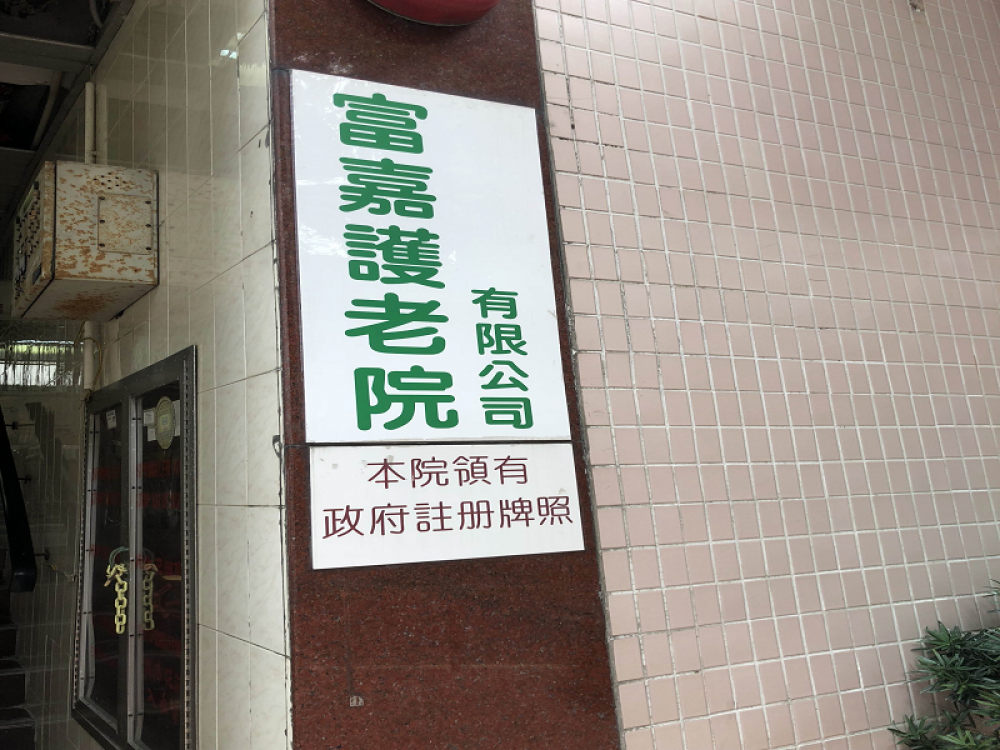 富嘉護老院
有限公司
本院領有
政府註册牌照